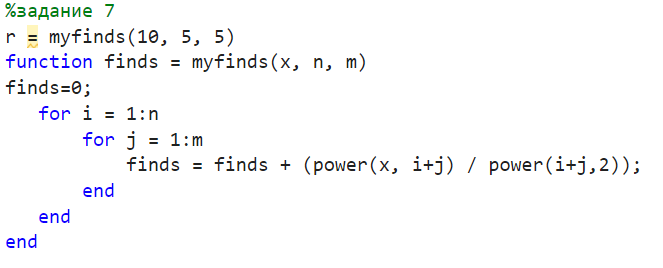 %задание 7
r = myfinds(10, 5, 5)
function finds = myfinds(x, n, m)
finds=0;
for i = 1:n
for j = 1:m
finds = finds + (power(x, i+j) / power(i+j,2));
end
end
end